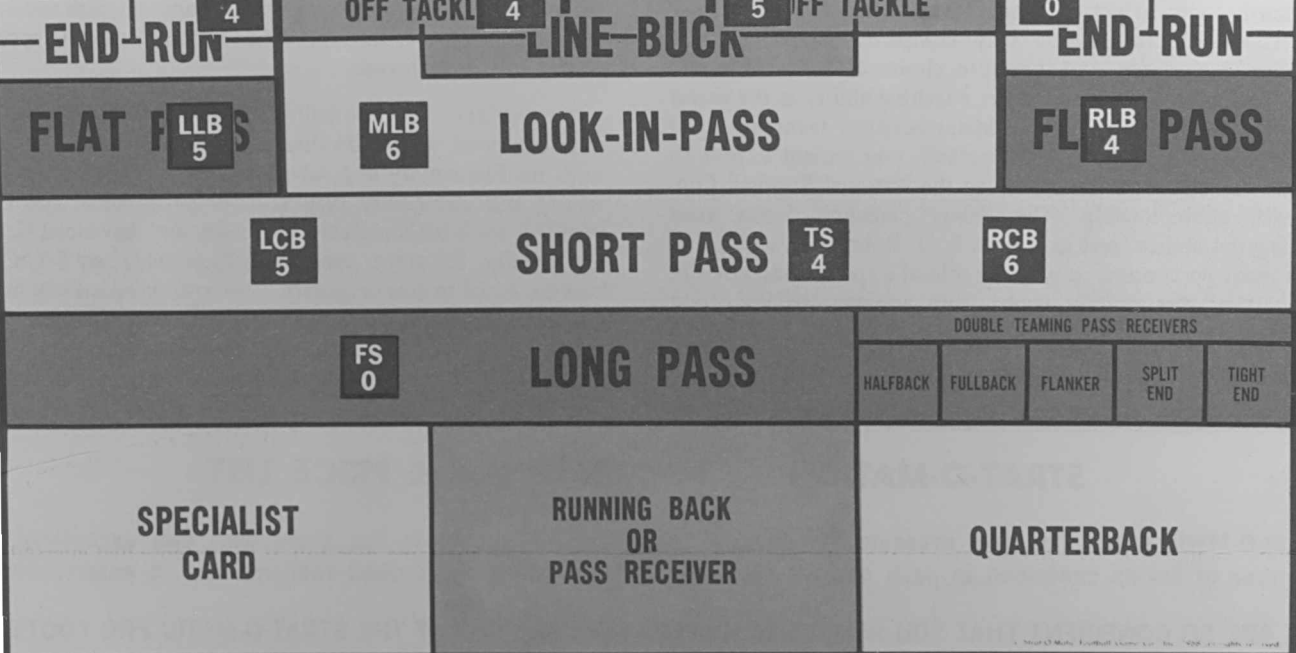 4
OFF TACKL
4
5
FF TACKLE
0
END RUN
LINE BUCK
END RUN
FLAT P S
LLB
5
MLB
6
LOOK-IN-PASS
FL
RLB
4
PASS
LCB
5
SHORT PASS
TS
4
RCB
6
FS
0
LONG PASS
DOUBLE TEAMING PASS RECEIVERS
HALFBACK
FULLBACK
FLANKER
SPLIT
END
TIGHT
END
SPECIALIST
CARD
RUNNING BACK
OR
PASS RECEIVER
QUARTERBACK